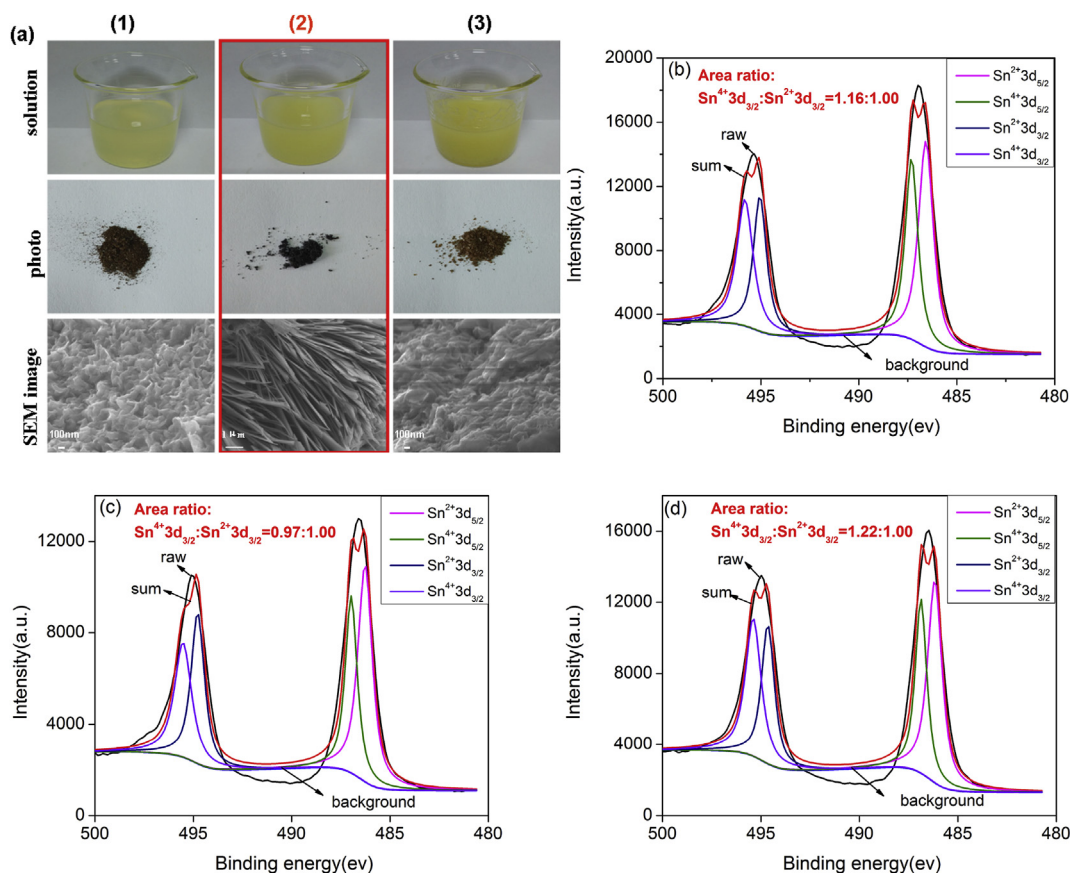 (a)
(1)
(2)
(3)
solution
photo
SEM image
100nm
1 μm
100nm
(b)
Area ratio:
Sn⁴⁺3d₃/₂:Sn²⁺3d₃/₂=1.16:1.00
raw
sum
background
Sn²⁺3d₅/₂
Sn⁴⁺3d₅/₂
Sn²⁺3d₃/₂
Sn⁴⁺3d₃/₂
20000
16000
12000
8000
4000
0
Intensity(a.u.)
500
495
490
485
480
Binding energy(ev)
(c)
Area ratio:
Sn⁴⁺3d₃/₂:Sn²⁺3d₃/₂=0.97:1.00
raw
sum
background
Sn²⁺3d₅/₂
Sn⁴⁺3d₅/₂
Sn²⁺3d₃/₂
Sn⁴⁺3d₃/₂
12000
9000
6000
3000
0
Intensity(a.u.)
500
495
490
485
480
Binding energy(ev)
(d)
Area ratio:
Sn⁴⁺3d₃/₂:Sn²⁺3d₃/₂=1.22:1.00
raw
sum
background
Sn²⁺3d₅/₂
Sn⁴⁺3d₅/₂
Sn²⁺3d₃/₂
Sn⁴⁺3d₃/₂
16000
12000
8000
4000
0
Intensity(a.u.)
500
495
490
485
480
Binding energy(ev)